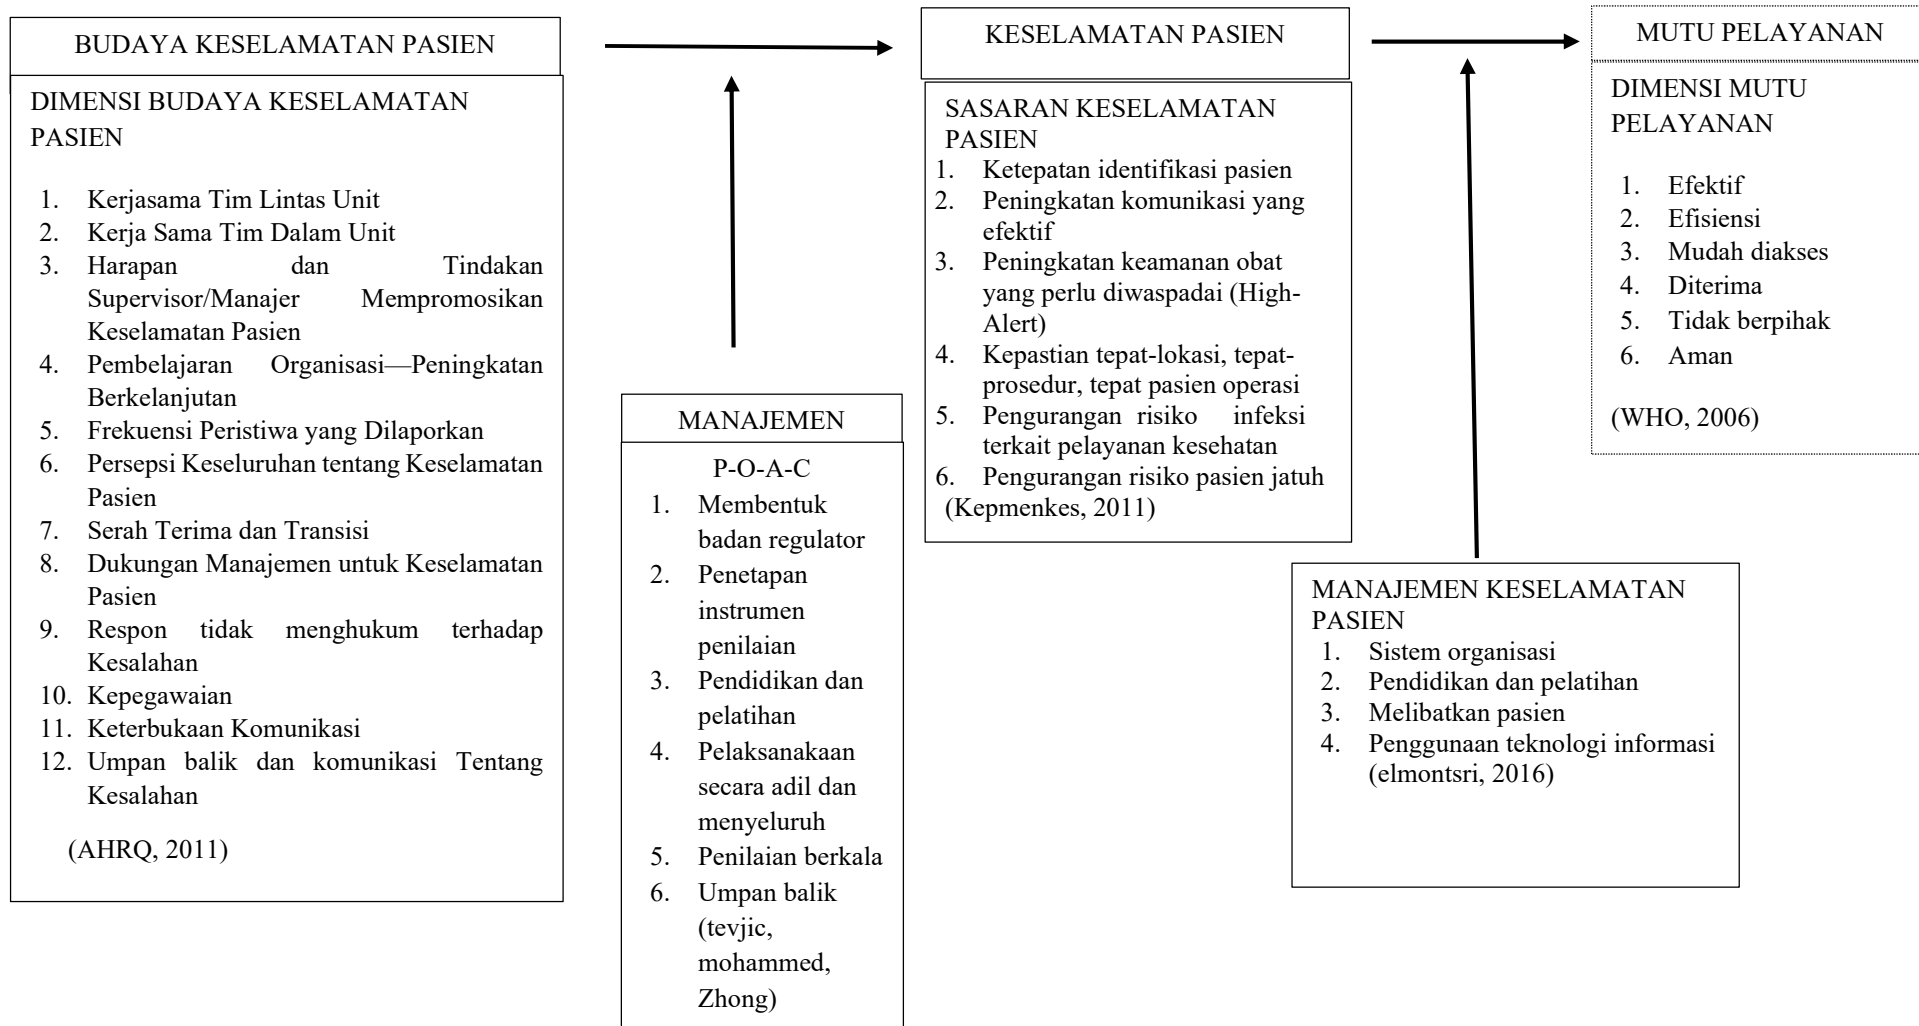 BUDAYA KESELAMATAN PASIEN
DIMENSI BUDAYA KESELAMATAN
PASIEN
1. Kerjasama Tim Lintas Unit
2. Kerja Sama Tim Dalam Unit
3. Harapan dan Tindakan
Supervisor/Manajer Mempromosikan
Keselamatan Pasien
4. Pembelajaran Organisasi—Peningkatan
Berkelanjutan
5. Frekuensi Peristiwa yang Dilaporkan
6. Persepsi Keseluruhan tentang Keselamatan
Pasien
7. Serah Terima dan Transisi
8. Dukungan Manajemen untuk Keselamatan
Pasien
9. Respon tidak menghukum terhadap
Kesalahan
10. Kepegawaian
11. Keterbukaan Komunikasi
12. Umpan balik dan komunikasi Tentang
Kesalahan
(AHRQ, 2011)
MANAJEMEN
P-O-A-C
1. Membentuk
badan regulator
2. Penetapan
instrumen
penilaian
3. Pendidikan dan
pelatihan
4. Pelaksanakaan
secara adil dan
menyeluruh
5. Penilaian berkala
6. Umpan balik
(tevjic,
mohammed,
Zhong)
KESELAMATAN PASIEN
SASARAN KESELAMATAN
PASIEN
1. Ketepatan identifikasi pasien
2. Peningkatan komunikasi yang
efektif
3. Peningkatan keamanan obat
yang perlu diwaspadai (High-
Alert)
4. Kepastian tepat-lokasi, tepat-
prosedur, tepat pasien operasi
5. Pengurangan risiko infeksi
terkait pelayanan kesehatan
6. Pengurangan risiko pasien jatuh
(Kepmenkes, 2011)
MANAJEMEN KESELAMATAN
PASIEN
1. Sistem organisasi
2. Pendidikan dan pelatihan
3. Melibatkan pasien
4. Penggunaan teknologi informasi
(elmontsri, 2016)
MUTU PELAYANAN
DIMENSI MUTU
PELAYANAN
1. Efektif
2. Efisiensi
3. Mudah diakses
4. Diterima
5. Tidak berpihak
6. Aman
(WHO, 2006)